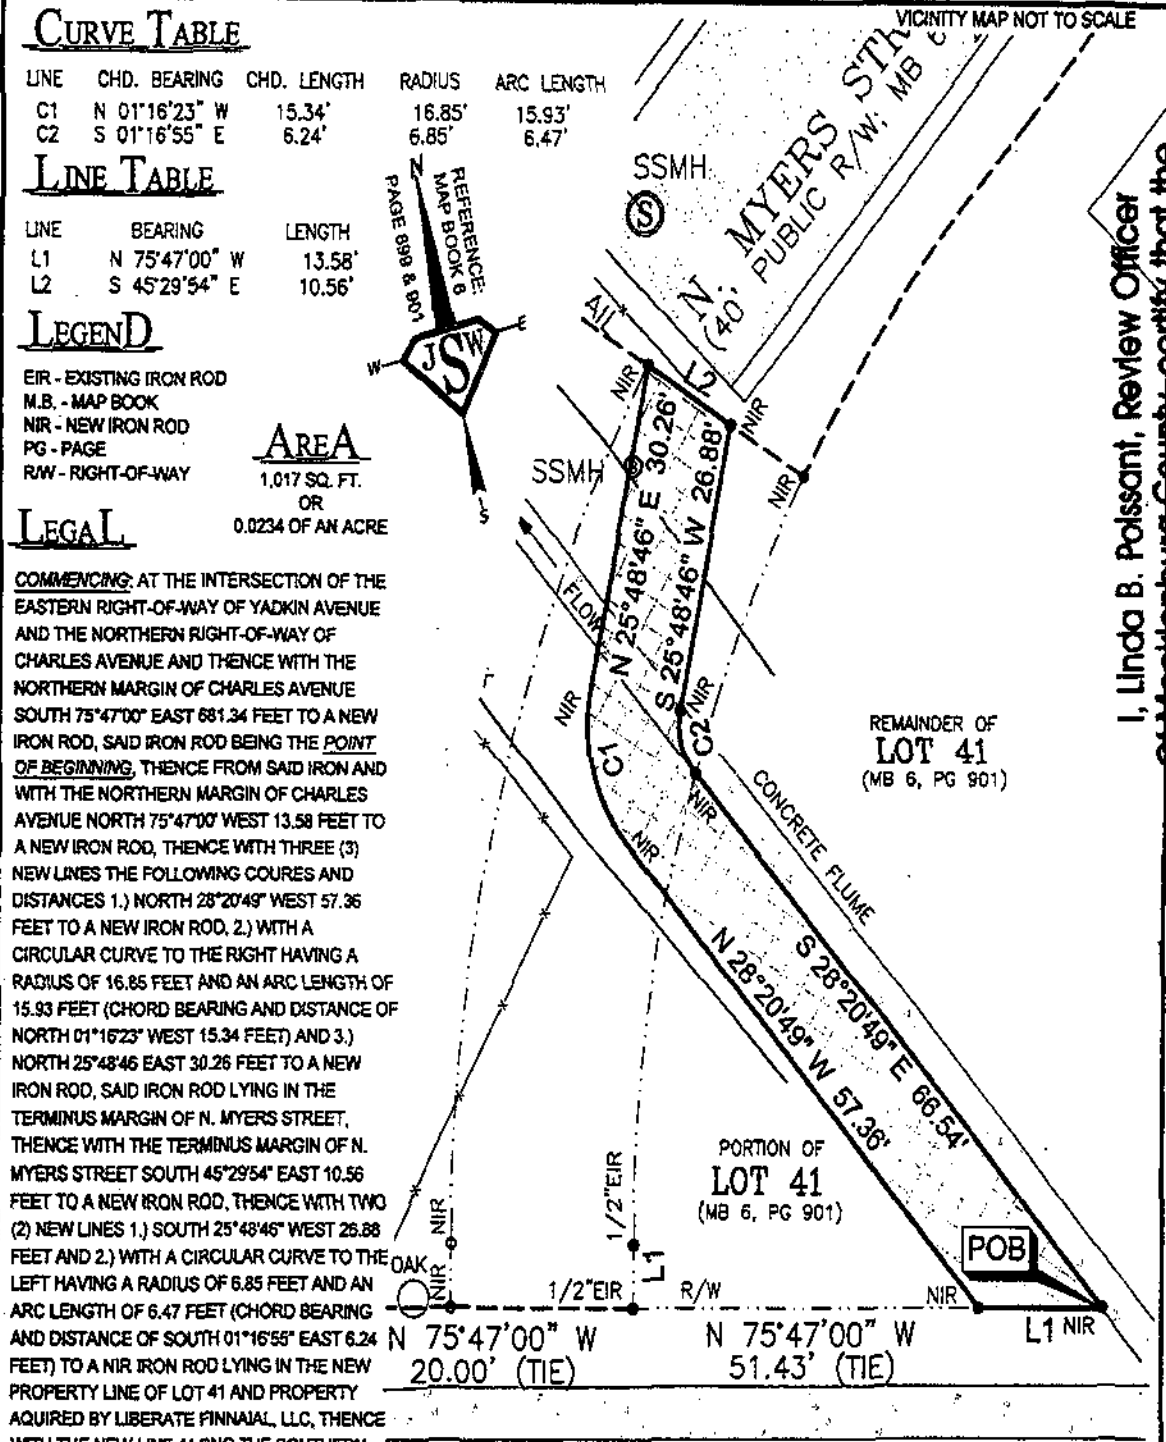 CURVE TABLE
LINE CHD. BEARING CHD. LENGTH RADIUS ARC LENGTH
C1 N 01°16'23" W 15.34' 16.85' 15.93'
C2 S 01°16'55" E 6.24' 6.85' 6.47'
LINE TABLE
LINE BEARING LENGTH
L1 N 75°47'00" W 13.58'
L2 S 45°29'54" E 10.56'
LEGEND
EIR - EXISTING IRON ROD
M.B. - MAP BOOK
NIR - NEW IRON ROD
PG - PAGE
R/W - RIGHT-OF-WAY
AREA
1,017 SQ. FT.
OR
0.0234 OF AN ACRE
LEGAL
COMMENCING: AT THE INTERSECTION OF THE
EASTERN RIGHT-OF-WAY OF YADKIN AVENUE
AND THE NORTHERN RIGHT-OF-WAY OF
CHARLES AVENUE AND THENCE WITH THE
NORTHERN MARGIN OF CHARLES AVENUE
SOUTH 75°47'00" EAST 681.34 FEET TO A NEW
IRON ROD, SAID IRON ROD BEING THE POINT
OF BEGINNING, THENCE FROM SAID IRON AND
WITH THE NORTHERN MARGIN OF CHARLES
AVENUE NORTH 75°47'00" WEST 13.58 FEET TO
A NEW IRON ROD, THENCE WITH THREE (3)
NEW LINES THE FOLLOWING COURES AND
DISTANCES 1.) NORTH 28°20'49" WEST 57.36
FEET TO A NEW IRON ROD, 2.) WITH A
CIRCULAR CURVE TO THE RIGHT HAVING A
RADIUS OF 16.85 FEET AND AN ARC LENGTH OF
15.93 FEET (CHORD BEARING AND DISTANCE OF
NORTH 01°16'23" WEST 15.34 FEET) AND 3.)
NORTH 25°48'46 EAST 30.26 FEET TO A NEW
IRON ROD, SAID IRON ROD LYING IN THE
TERMINUS MARGIN OF N. MYERS STREET,
THENCE WITH THE TERMINUS MARGIN OF N.
MYERS STREET SOUTH 45°29'54" EAST 10.56
FEET TO A NEW IRON ROD, THENCE WITH TWO
(2) NEW LINES 1.) SOUTH 25°48'46" WEST 26.88
FEET AND 2.) WITH A CIRCULAR CURVE TO THE
LEFT HAVING A RADIUS OF 6.85 FEET AND AN
ARC LENGTH OF 6.47 FEET (CHORD BEARING
AND DISTANCE OF SOUTH 01°16'55" EAST 6.24
FEET) TO A NIR IRON ROD LYING IN THE NEW
PROPERTY LINE OF LOT 41 AND PROPERTY
AQUIRED BY LIBERATE FINNAIAL, LLC, THENCE
WITH THE NEW LINE ALONG THE SOUTHERN
N
REFERENCE:
MAP BOOK 6
PAGE 899 & 901
W
E
JSW
S
VICINITY MAP NOT TO SCALE
N. MYERS STR
(40' PUBLIC R/W; MB 6
SSMH
S
A/L
L2
NIR
NIR
NIR
SSMH
S
N 25°48'46" E 30.26'
S 25°48'46" W 26.88'
FLOW
NIR
NIR
C1
C2
NIR
NIR
CONCRETE FLUME
REMAINDER OF
LOT 41
(MB 6, PG 901)
N 28°20'49" W 57.36'
S 28°20'49" E 66.54'
PORTION OF
LOT 41
(MB 6, PG 901)
POB
OAK
NIR
NIR
1/2"EIR
L1
1/2"EIR
R/W
NIR
L1
NIR
N 75°47'00" W
20.00' (TIE)
N 75°47'00" W
51.43' (TIE)
I, Linda B. Poissant, Review Officer
Of Mecklenburg County, certify that the